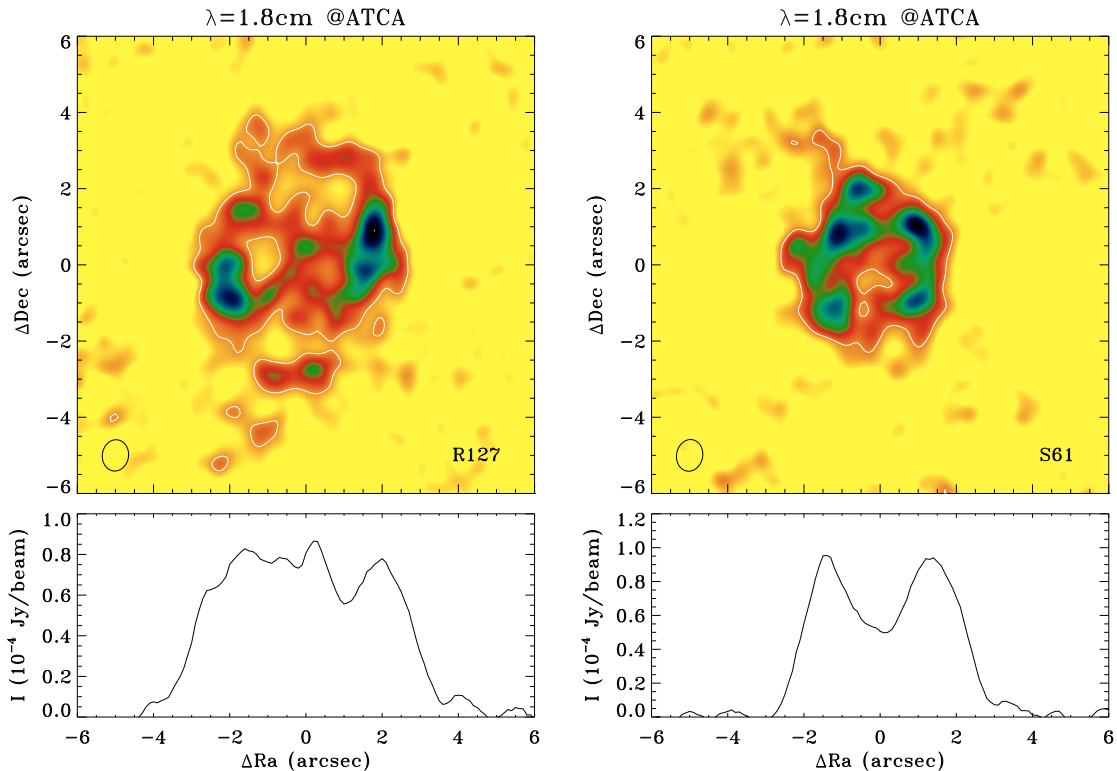 λ=1.8cm @ATCA
λ=1.8cm @ATCA
6
4
2
0
−2
−4
−6
ΔDec (arcsec)
R127
6
4
2
0
−2
−4
−6
ΔDec (arcsec)
S61
1.0
0.8
0.6
0.4
0.2
0.0
I (10⁻⁴ Jy/beam)
−6 −4 −2 0 2 4 6
ΔRa (arcsec)
1.2
1.0
0.8
0.6
0.4
0.2
0.0
I (10⁻⁴ Jy/beam)
−6 −4 −2 0 2 4 6
ΔRa (arcsec)